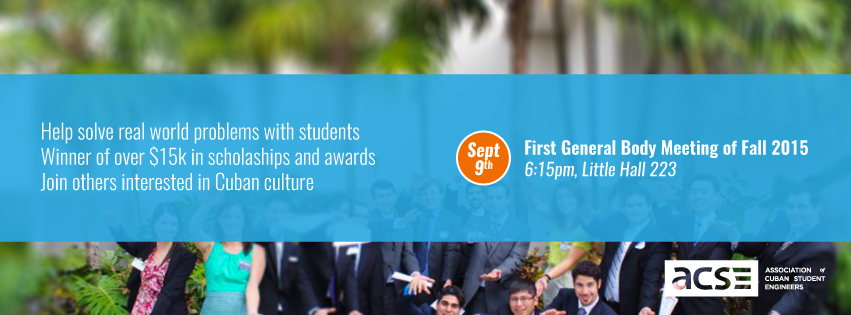 Help solve real world problems with students
Winner of over $15k in scholaships and awards
Join others interested in Cuban culture
Sept
9th
First General Body Meeting of Fall 2015
6:15pm, Little Hall 223
acse
ASSOCIATION of
CUBAN STUDENT
ENGINEERS